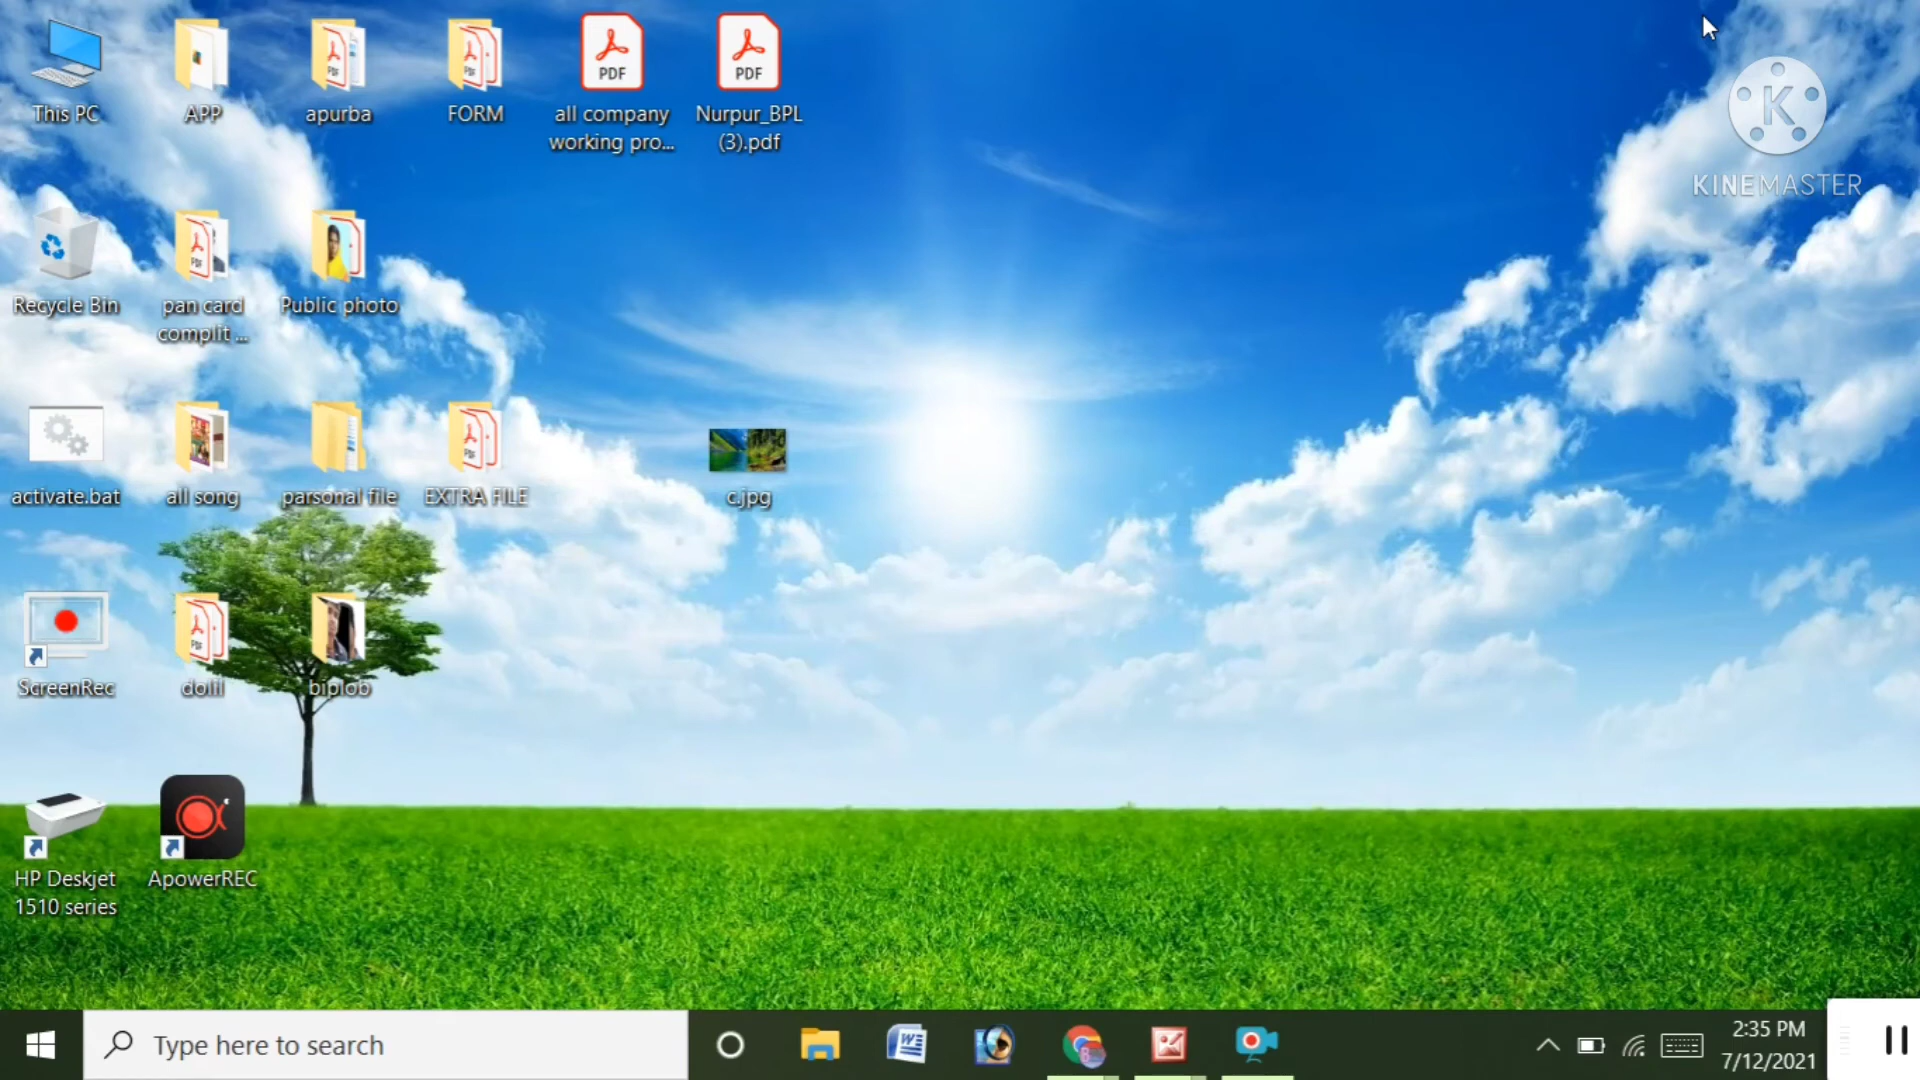 This PC
APP
apurba
FORM
all company
working pro...
Nurpur_BPL
(3).pdf
PDF
PDF
K
KINEMASTER
Recycle Bin
pan card
complit ...
Public photo
activate.bat
all song
parsonal file
EXTRA FILE
c.jpg
ScreenRec
dolil
biplob
HP Deskjet
1510 series
ApowerREC
Type here to search
2:35 PM
7/12/2021